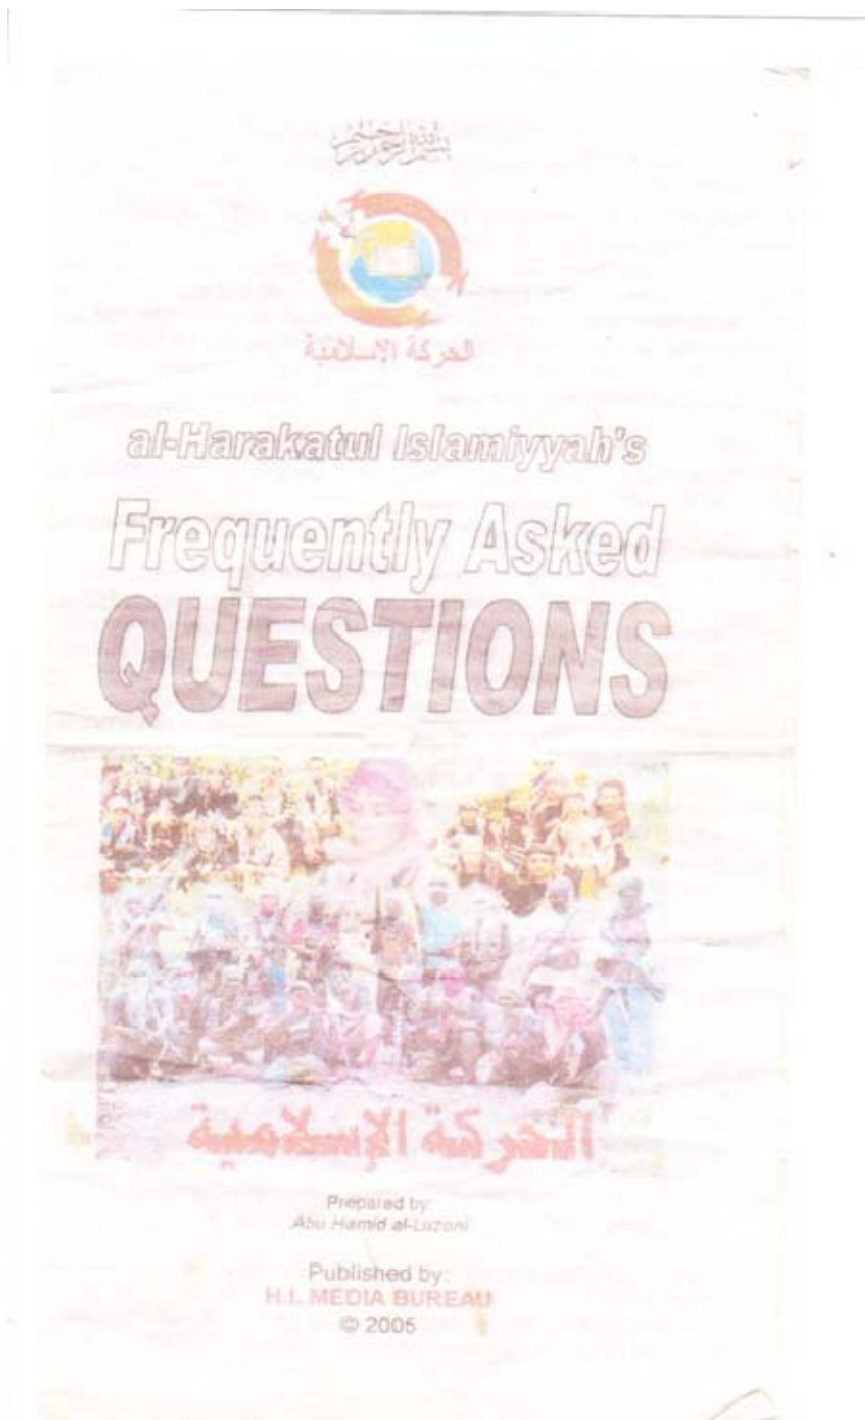 بسم الله الرحمن الرحيم
الحركة الإسلامية
al-Harakatul Islamiyyah's
Frequently Asked
QUESTIONS
الحركة الإسلامية
Prepared by:
Abu Hamid al-Luzoni
Published by:
H.I. MEDIA BUREAU
© 2005